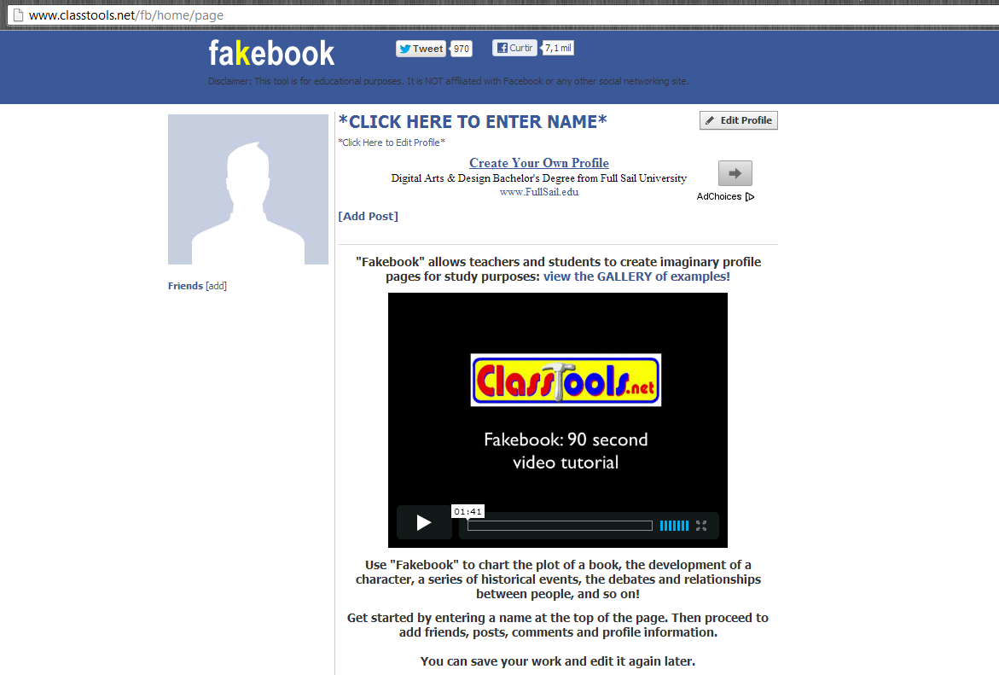 www.classtools.net/fb/home/page
fakebook
Tweet 970 Curtir 7,1 mil
Disclaimer: This tool is for educational purposes. It is NOT affiliated with Facebook or any other social networking site.
*CLICK HERE TO ENTER NAME*
Edit Profile
*Click Here to Edit Profile*
Create Your Own Profile
Digital Arts & Design Bachelor's Degree from Full Sail University
www.FullSail.edu
AdChoices
[Add Post]
"Fakebook" allows teachers and students to create imaginary profile
pages for study purposes: view the GALLERY of examples!
Friends [add]
ClassTools.net
Fakebook: 90 second
video tutorial
01:41
Use "Fakebook" to chart the plot of a book, the development of a
character, a series of historical events, the debates and relationships
between people, and so on!
Get started by entering a name at the top of the page. Then proceed to
add friends, posts, comments and profile information.
You can save your work and edit it again later.